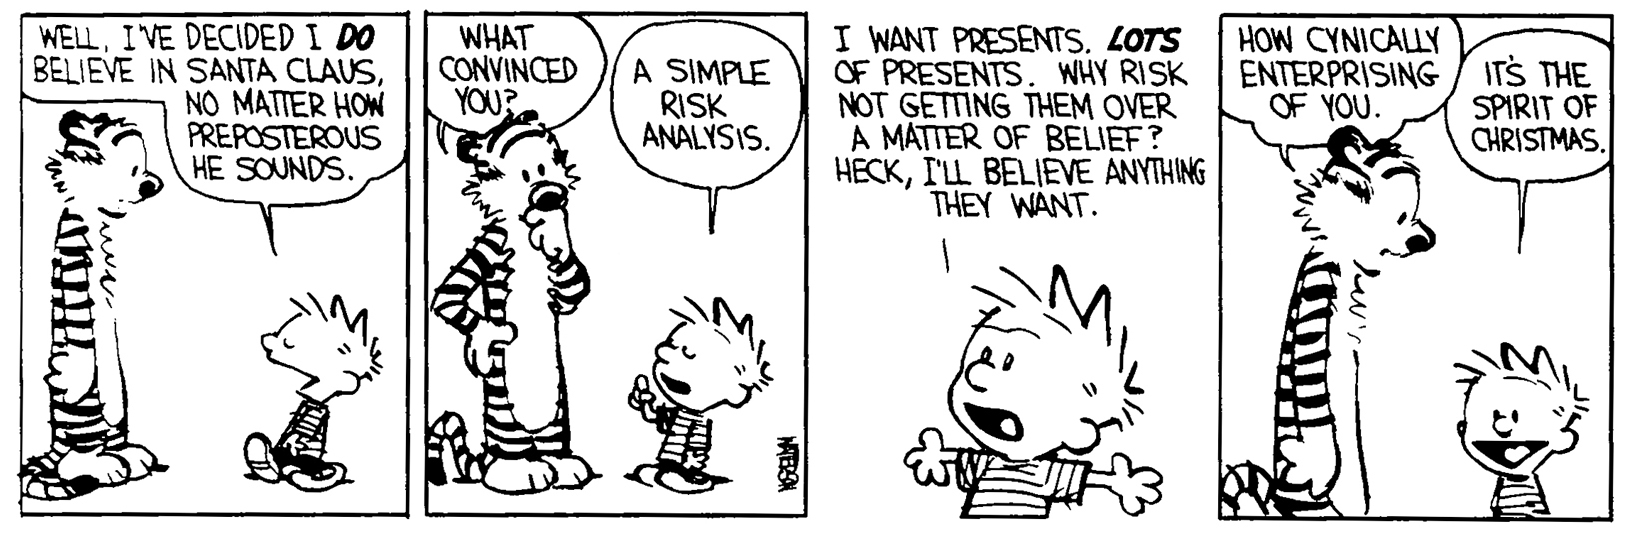 WELL, I'VE DECIDED I DO
BELIEVE IN SANTA CLAUS,
NO MATTER HOW
PREPOSTEROUS
HE SOUNDS.
WHAT
CONVINCED
YOU?
A SIMPLE
RISK
ANALYSIS.
WATTERSON
I WANT PRESENTS. LOTS
OF PRESENTS. WHY RISK
NOT GETTING THEM OVER
A MATTER OF BELIEF?
HECK, I'LL BELIEVE ANYTHING
THEY WANT.
HOW CYNICALLY
ENTERPRISING
OF YOU.
IT'S THE
SPIRIT OF
CHRISTMAS.